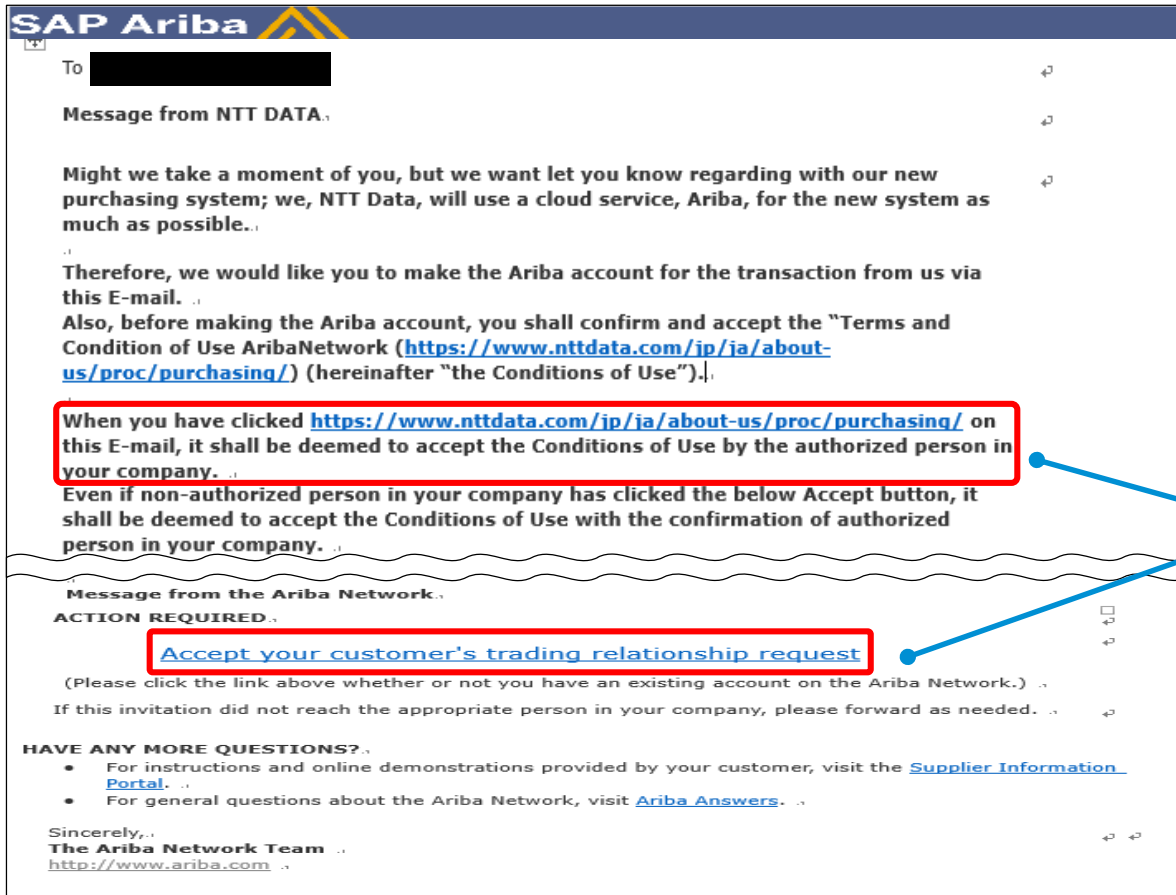 SAP Ariba
To
Message from NTT DATA
Might we take a moment of you, but we want let you know regarding with our new
purchasing system; we, NTT Data, will use a cloud service, Ariba, for the new system as
much as possible.
Therefore, we would like you to make the Ariba account for the transaction from us via
this E-mail.
Also, before making the Ariba account, you shall confirm and accept the “Terms and
Condition of Use AribaNetwork (https://www.nttdata.com/jp/ja/about-
us/proc/purchasing/) (hereinafter “the Conditions of Use”).
When you have clicked https://www.nttdata.com/jp/ja/about-us/proc/purchasing/ on
this E-mail, it shall be deemed to accept the Conditions of Use by the authorized person in
your company.
Even if non-authorized person in your company has clicked the below Accept button, it
shall be deemed to accept the Conditions of Use with the confirmation of authorized
person in your company.
Message from the Ariba Network
ACTION REQUIRED
Accept your customer's trading relationship request
(Please click the link above whether or not you have an existing account on the Ariba Network.)
If this invitation did not reach the appropriate person in your company, please forward as needed.
HAVE ANY MORE QUESTIONS?
• For instructions and online demonstrations provided by your customer, visit the Supplier Information
Portal.
• For general questions about the Ariba Network, visit Ariba Answers.
Sincerely,
The Ariba Network Team
http://www.ariba.com